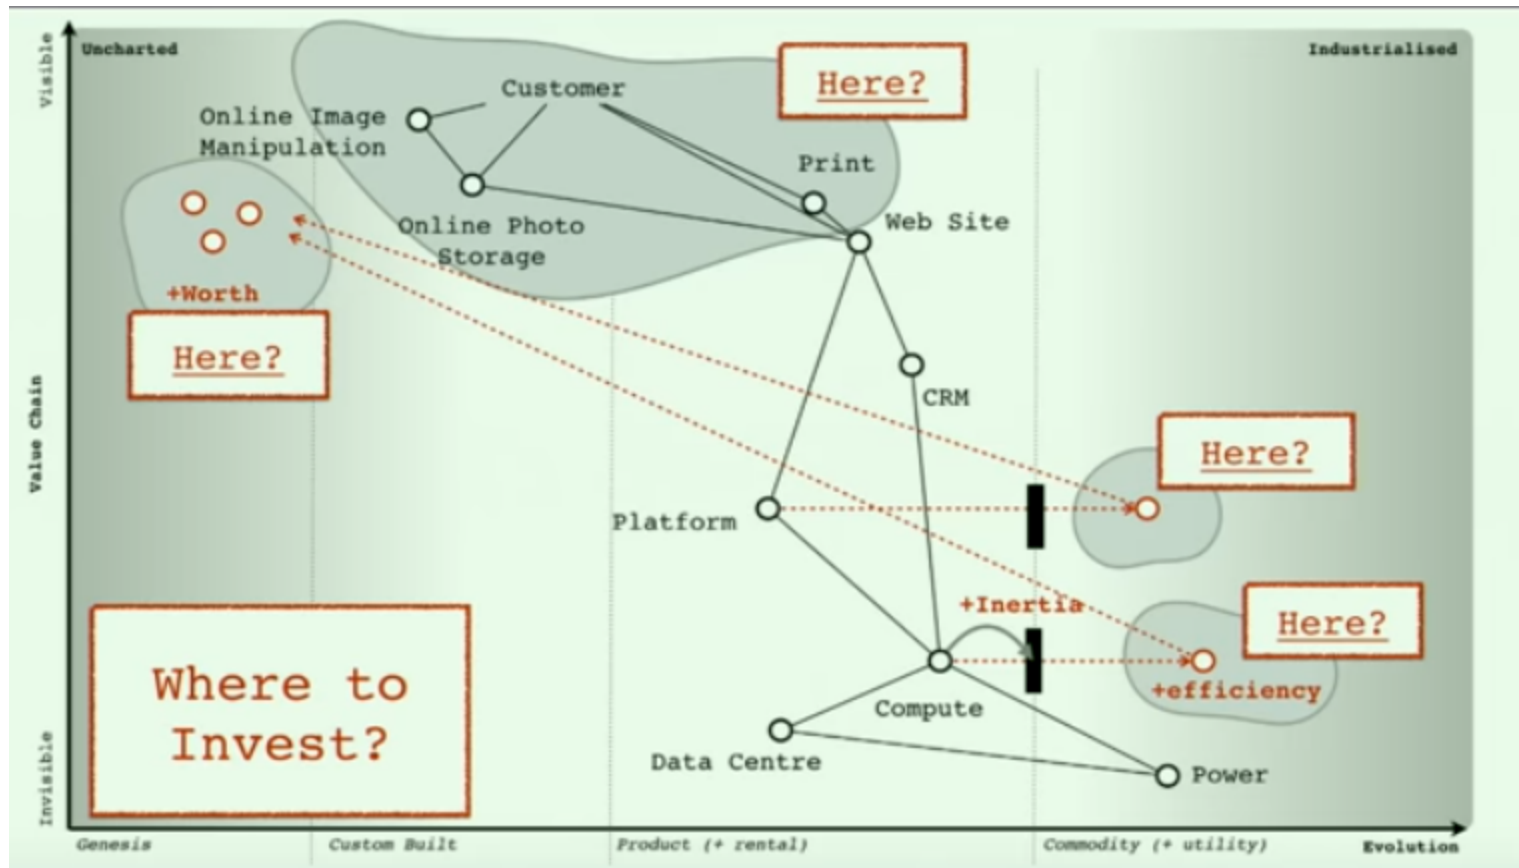 Visible
Uncharted
Industrialised
Customer
Here?
Online Image
Manipulation
Print
Online Photo
Storage
Web Site
+Worth
Here?
CRM
Value Chain
Here?
Platform
+Inertia
Here?
Where to
Invest?
+efficiency
Compute
Data Centre
Power
Invisible
Genesis
Custom Built
Product (+ rental)
Commodity (+ utility)
Evolution